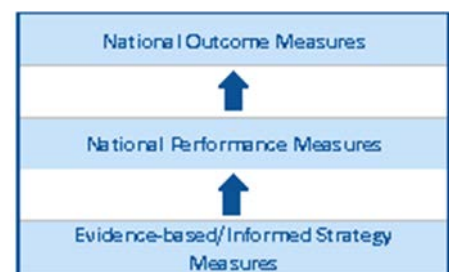 National Outcome Measures
National Performance Measures
Evidence-based/Informed Strategy
Measures